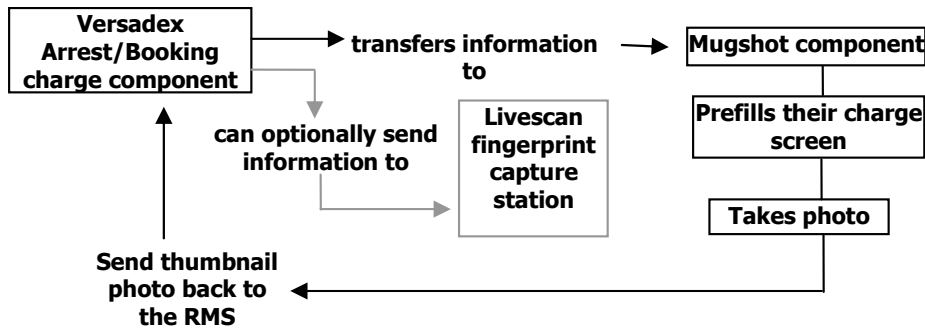 Versadex
Arrest/Booking
charge component
transfers information
to
Mugshot component
Prefills their charge
screen
can optionally send
information to
Livescan
fingerprint
capture
station
Takes photo
Send thumbnail
photo back to
the RMS